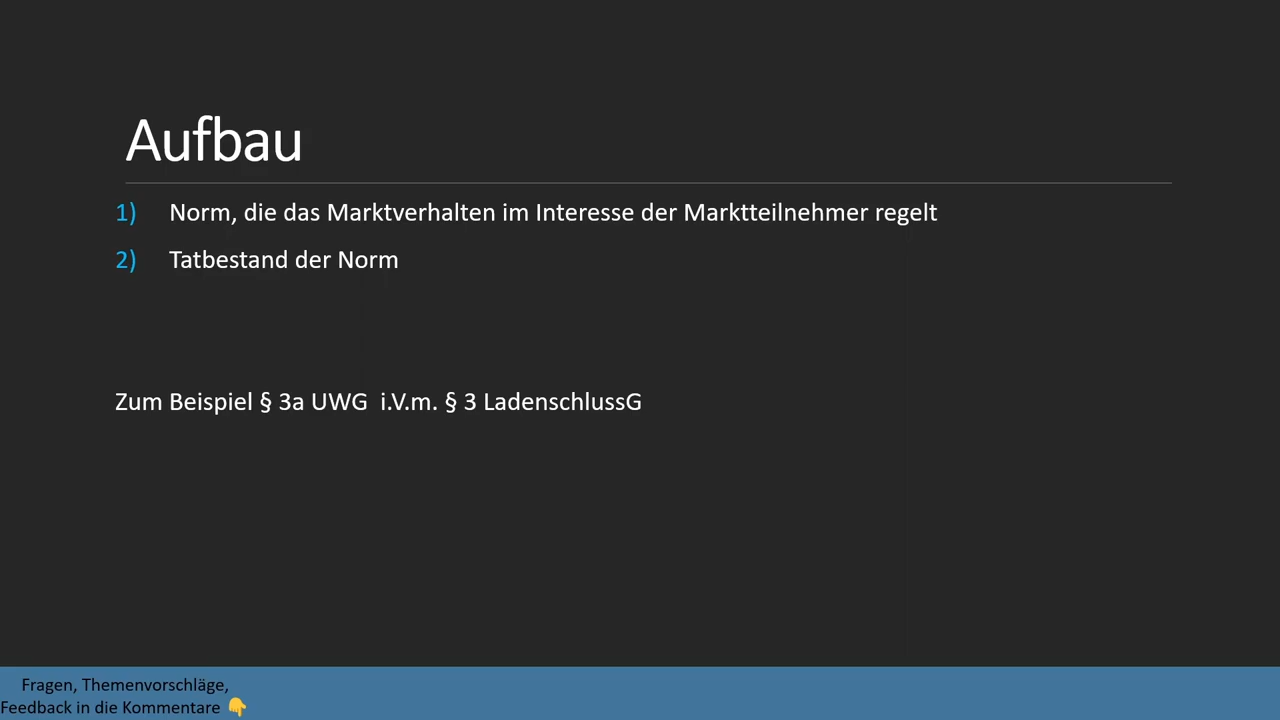 Aufbau
1) Norm, die das Marktverhalten im Interesse der Marktteilnehmer regelt
2) Tatbestand der Norm
Zum Beispiel § 3a UWG i.V.m. § 3 LadenschlussG
Fragen, Themenvorschläge,
Feedback in die Kommentare 👇